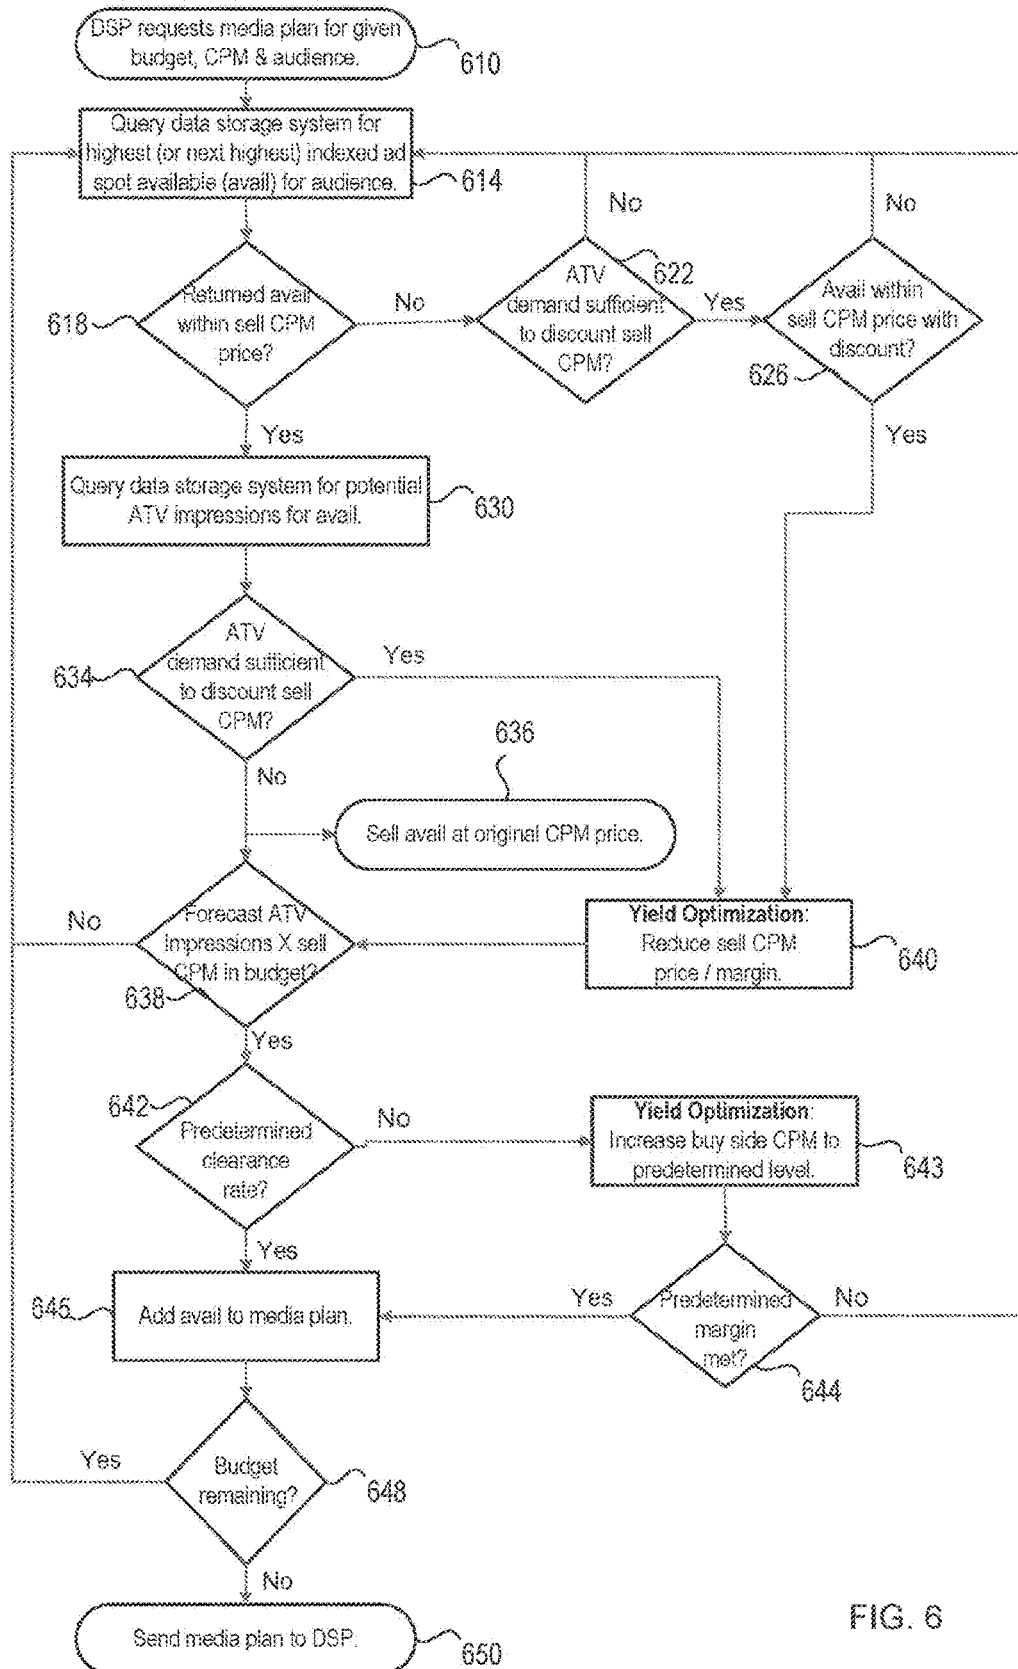 DSP requests media plan for given
budget, CPM & audience.
610
Query data storage system for
highest (or next highest) indexed ad
spot available (avail) for audience.
614
No
No
Returned avail
within sell CPM
price?
618
No
ATV
demand sufficient
to discount sell
CPM?
622
Yes
Avail within
sell CPM price with
discount?
626
Yes
Yes
Query data storage system for potential
ATV impressions for avail.
630
ATV
demand sufficient
to discount sell
CPM?
634
Yes
No
636
Sell avail at original CPM price.
No
Forecast ATV
impressions X sell
CPM in budget?
638
Yield Optimization:
Reduce sell CPM
price / margin.
640
Yes
642
Predetermined
clearance
rate?
No
Yield Optimization:
Increase buy side CPM to
predetermined level.
643
Yes
645
Add avail to media plan.
Yes
Predetermined
margin
met?
644
No
Yes
Budget
remaining?
648
No
Send media plan to DSP.
650
FIG. 6